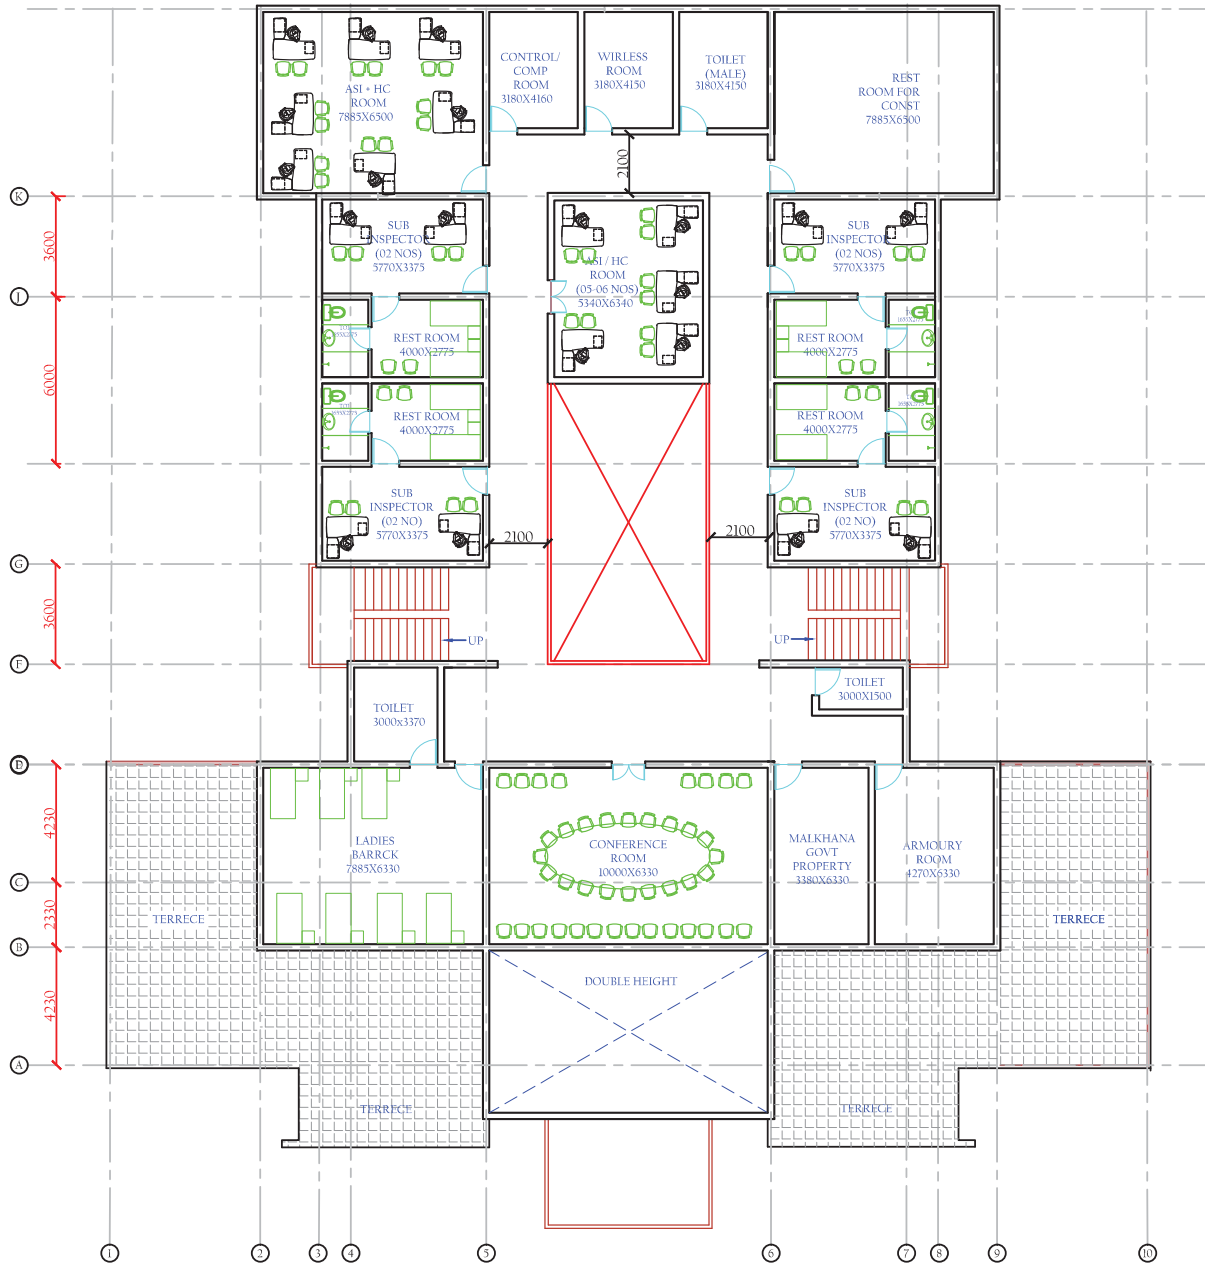 CONTROL/
COMP
ROOM
3180X4160
WIRLESS
ROOM
3180X4150
TOILET
(MALE)
3180X4150
ASI + HC
ROOM
7885X6500
REST
ROOM FOR
CONST
7885X6500
2100
K
3600
SUB
INSPECTOR
(02 NOS)
5770X3375
ASI / HC
ROOM
(05-06 NOS)
5340X6340
SUB
INSPECTOR
(02 NOS)
5770X3375
J
6000
REST ROOM
4000X2775
REST ROOM
4000X2775
REST ROOM
4000X2775
REST ROOM
4000X2775
SUB
INSPECTOR
(02 NO)
5770X3375
SUB
INSPECTOR
(02 NO)
5770X3375
2100
2100
G
3600
UP
UP
F
TOILET
3000x3370
TOILET
3000X1500
4230
LADIES
BARRCK
7885X6330
CONFERENCE
ROOM
10000X6330
MALKHANA
GOVT
PROPERTY
3380X6330
ARMOURY
ROOM
4270X6330
C
2330
TERRECE
TERRECE
B
4230
DOUBLE HEIGHT
A
TERRECE
TERRECE
1
2
3
4
5
6
7
8
9
10